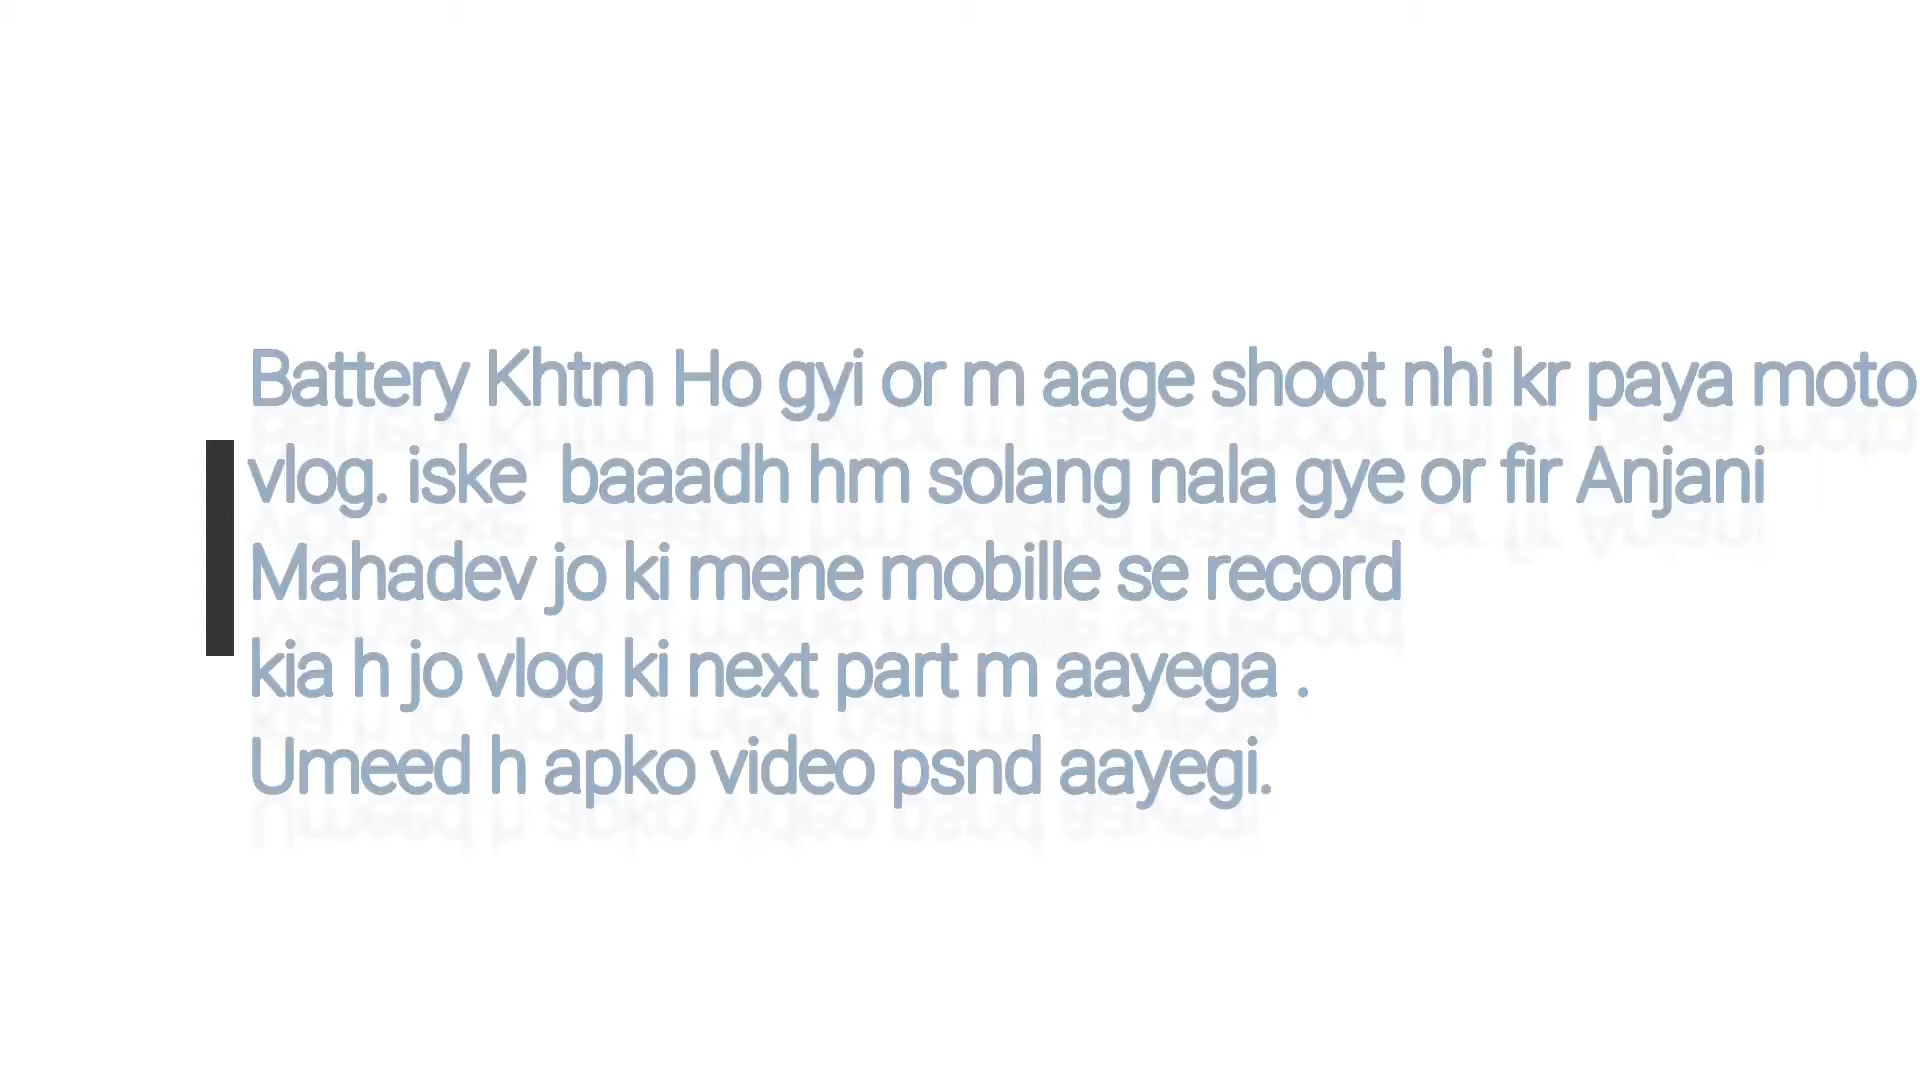 Battery Khtm Ho gyi or m aage shoot nhi kr paya moto
vlog. iske  baaadh hm solang nala gye or fir Anjani
Mahadev jo ki mene mobille se record
kia h jo vlog ki next part m aayega .
Umeed h apko video psnd aayegi.